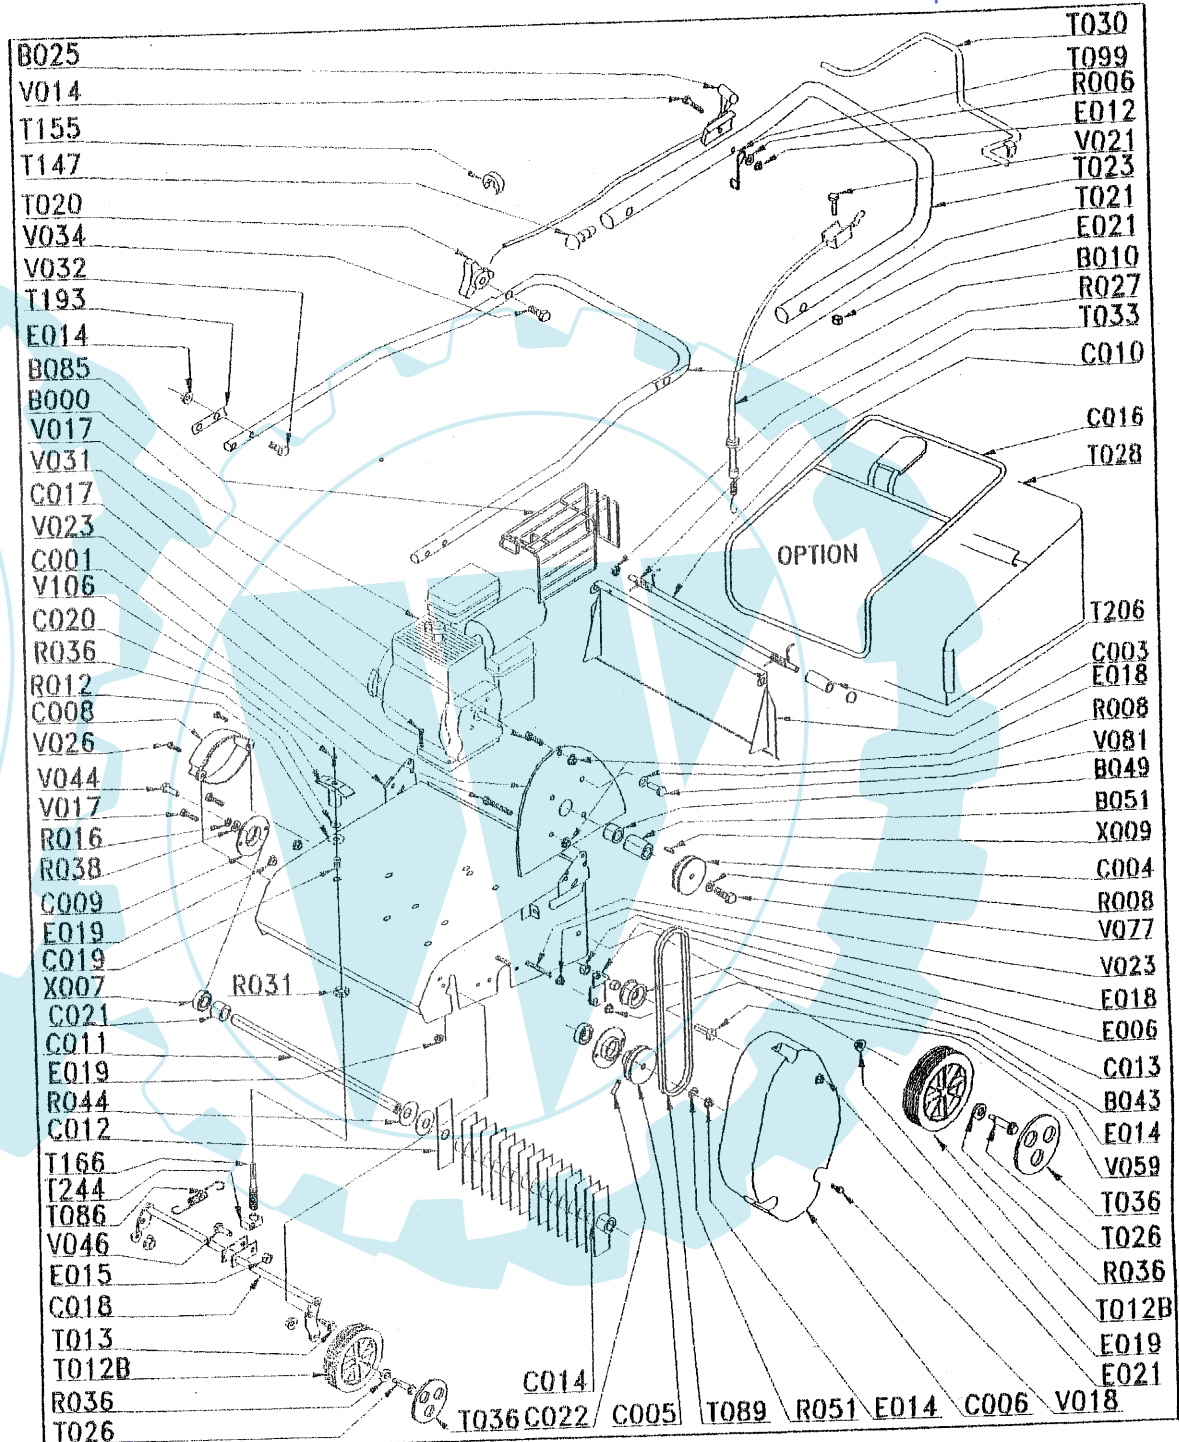 B025
V014
T155
T147
T020
V034
V032
T193
E014
B085
B000
V017
V031
C017
V023
C001
V106
C020
R036
R012
C008
V026
V044
V017
R016
R038
C009
E019
C019
X007
C021
C011
E019
R044
C012
T166
T244
T086
V046
E015
C018
T013
T012B
R036
T026
R031
OPTION
T030
T099
R006
E012
V021
T023
T021
E021
B010
R027
T033
C010
C016
T028
T206
C003
E018
R008
V081
B049
B051
X009
C004
R008
V077
V023
E018
E006
C013
B043
E014
V059
T036
T026
R036
T012B
E019
E021
C014
T036
C022
C005
T089
R051
E014
C006
V018